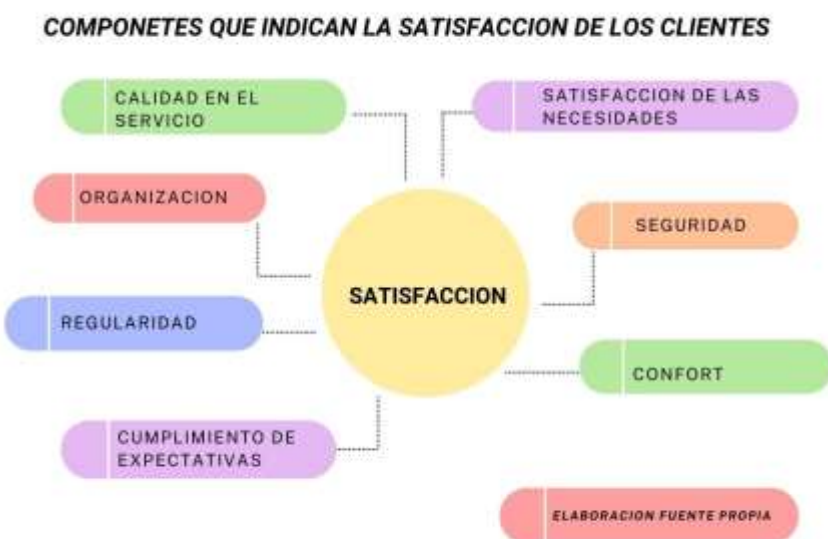 COMPONETES QUE INDICAN LA SATISFACCION DE LOS CLIENTES
CALIDAD EN EL
SERVICIO
SATISFACCION DE LAS
NECESIDADES
ORGANIZACION
SEGURIDAD
SATISFACCION
REGULARIDAD
CONFORT
CUMPLIMIENTO DE
EXPECTATIVAS
ELABORACION FUENTE PROPIA